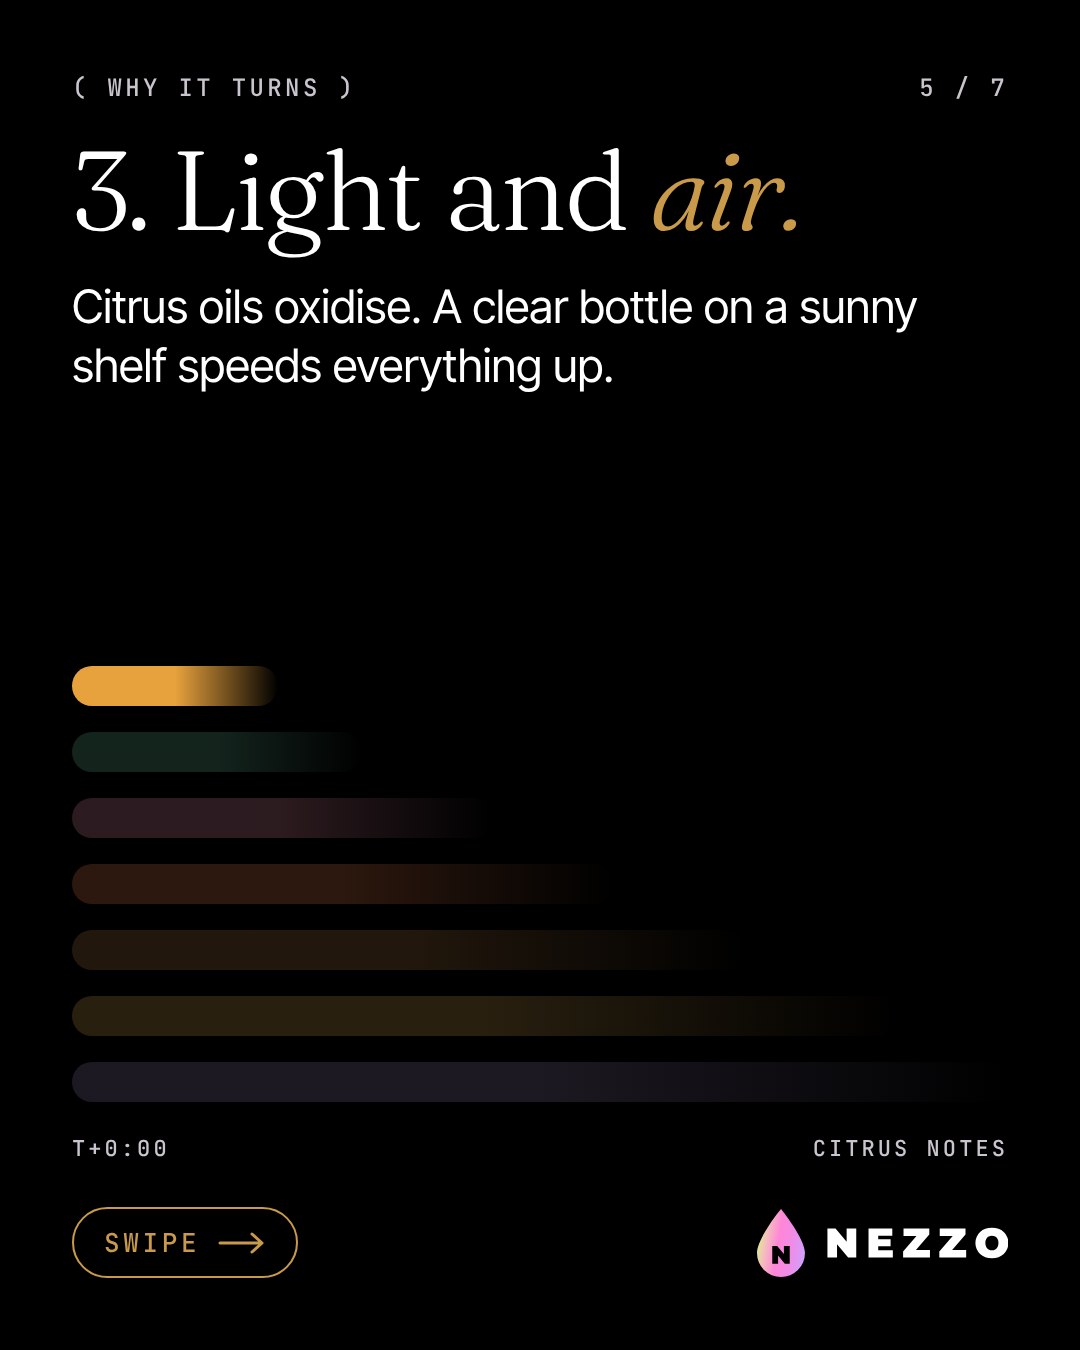 ( WHY IT TURNS )
5 / 7
3. Light and air.
Citrus oils oxidise. A clear bottle on a sunny
shelf speeds everything up.
T+0:00
CITRUS NOTES
SWIPE
N
NEZZO